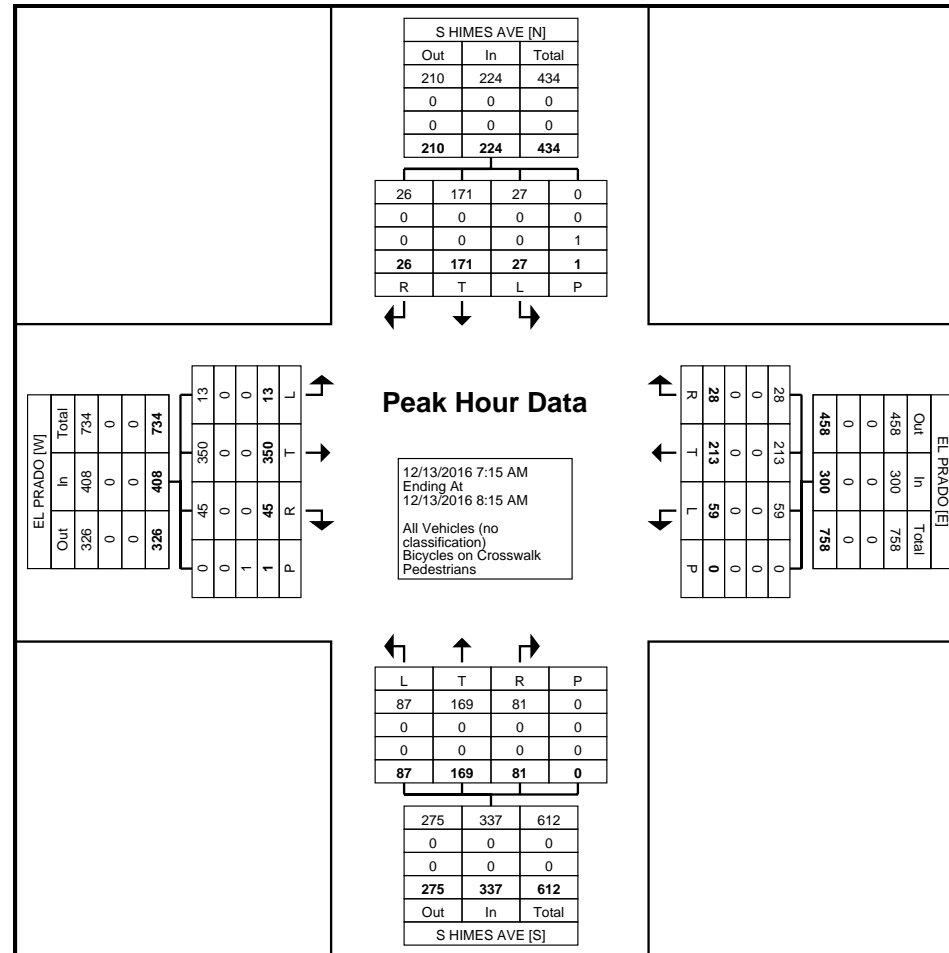 S HIMES AVE [N]
Out In Total
210 224 434
0 0 0
0 0 0
210 224 434
26 171 27 0
0 0 0 0
0 0 0 1
26 171 27 1
R T L P
EL PRADO [W]
Total In Out
734 408 326
0 0 0
0 0 0
734 408 326
13 350 45 0
0 0 0 0
0 0 0 1
13 350 45 1
L T R P
Peak Hour Data
12/13/2016 7:15 AM
Ending At
12/13/2016 8:15 AM
All Vehicles (no
classification)
Bicycles on Crosswalk
Pedestrians
R T L P
28 213 59 0
0 0 0 0
0 0 0 0
28 213 59 0
458 300 758
0 0 0
0 0 0
458 300 758
Out In Total
EL PRADO [E]
L T R P
87 169 81 0
0 0 0 0
0 0 0 0
87 169 81 0
275 337 612
0 0 0
0 0 0
275 337 612
Out In Total
S HIMES AVE [S]